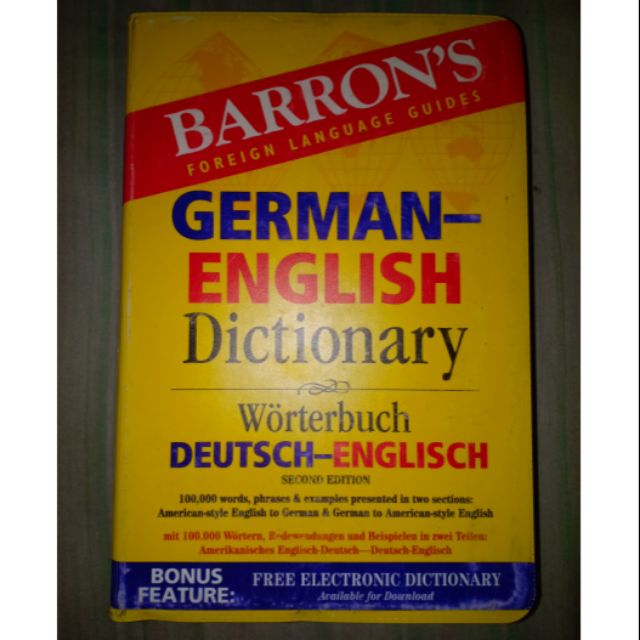 BARRON'S
FOREIGN LANGUAGE GUIDES
GERMAN–
ENGLISH
Dictionary
Wörterbuch
DEUTSCH–ENGLISCH
SECOND EDITION
100,000 words, phrases & examples presented in two sections:
American-style English to German & German to American-style English
mit 100.000 Wörtern, Redewendungen und Beispielen in zwei Teilen:
Amerikanisches Englisch-Deutsch—Deutsch-Englisch
BONUS FREE ELECTRONIC DICTIONARY
FEATURE: Available for Download